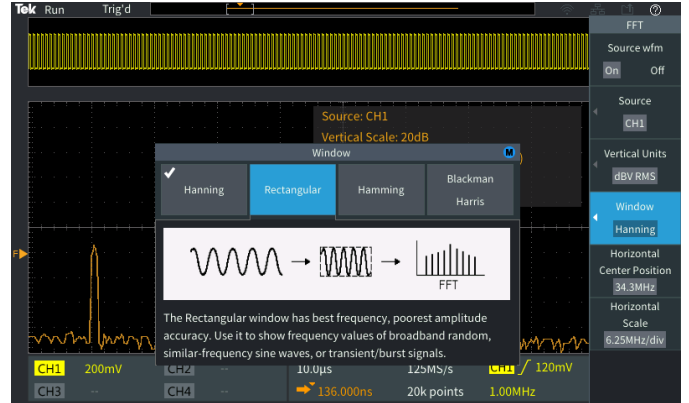 Tek Run Trig'd
FFT
Source wfm
On Off
Source
CH1
Vertical Units
dBV RMS
Window
Hanning
Horizontal
Center Position
34.3MHz
Horizontal
Scale
6.25MHz/div
Source: CH1
Vertical Scale: 20dB
)
Window M
Hanning Rectangular Hamming Blackman
Harris
FFT
The Rectangular window has best frequency, poorest amplitude
accuracy. Use it to show frequency values of broadband random,
similar-frequency sine waves, or transient/burst signals.
F
CH1 200mV CH2 -- 10.0µs 125MS/s CH1 120mV
CH3 -- CH4 -- 136.000ns 20k points 1.00MHz